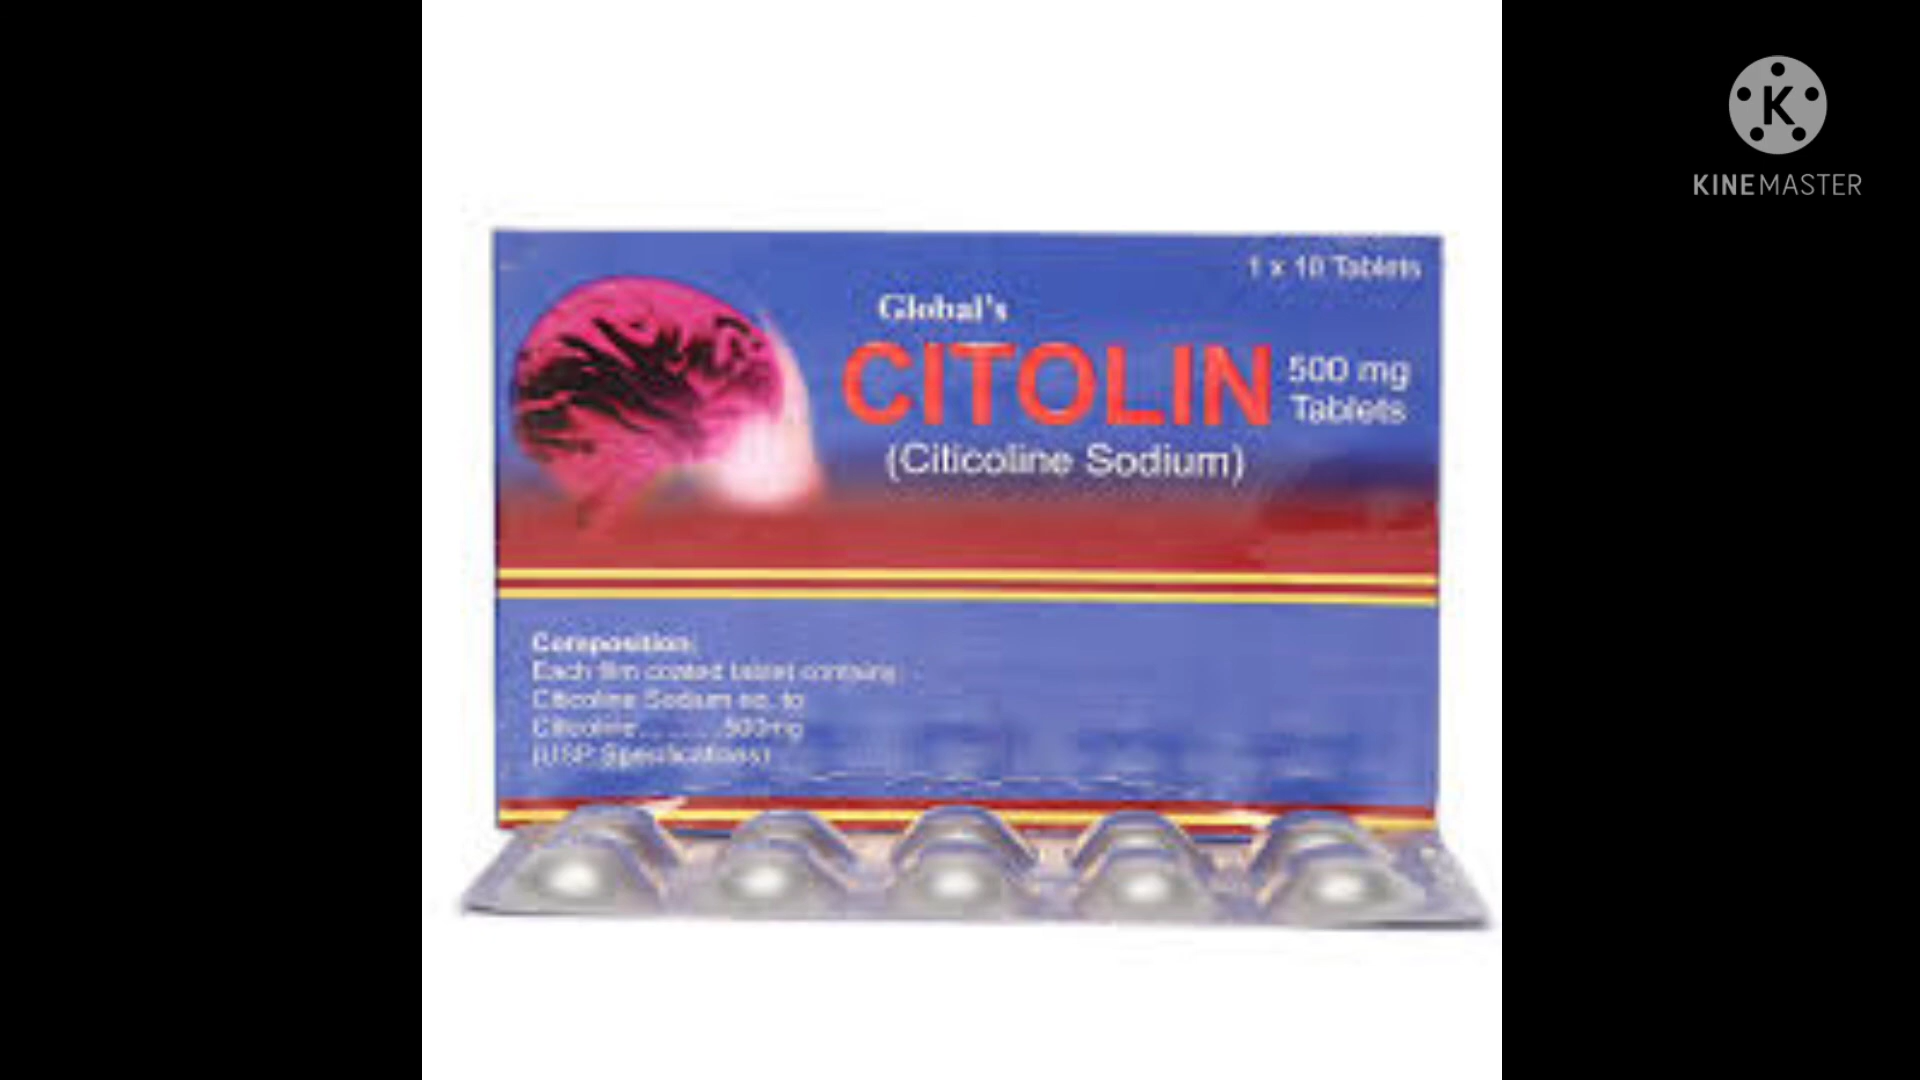 1 x 10 Tablets
Global's
CITOLIN 500 mg
Tablets
(Citicoline Sodium)
Composition:
Each film coated tablet contains:
Citicoline Sodium eq. to
Citicoline.........500mg
(USP Specifications)
K
KINEMASTER